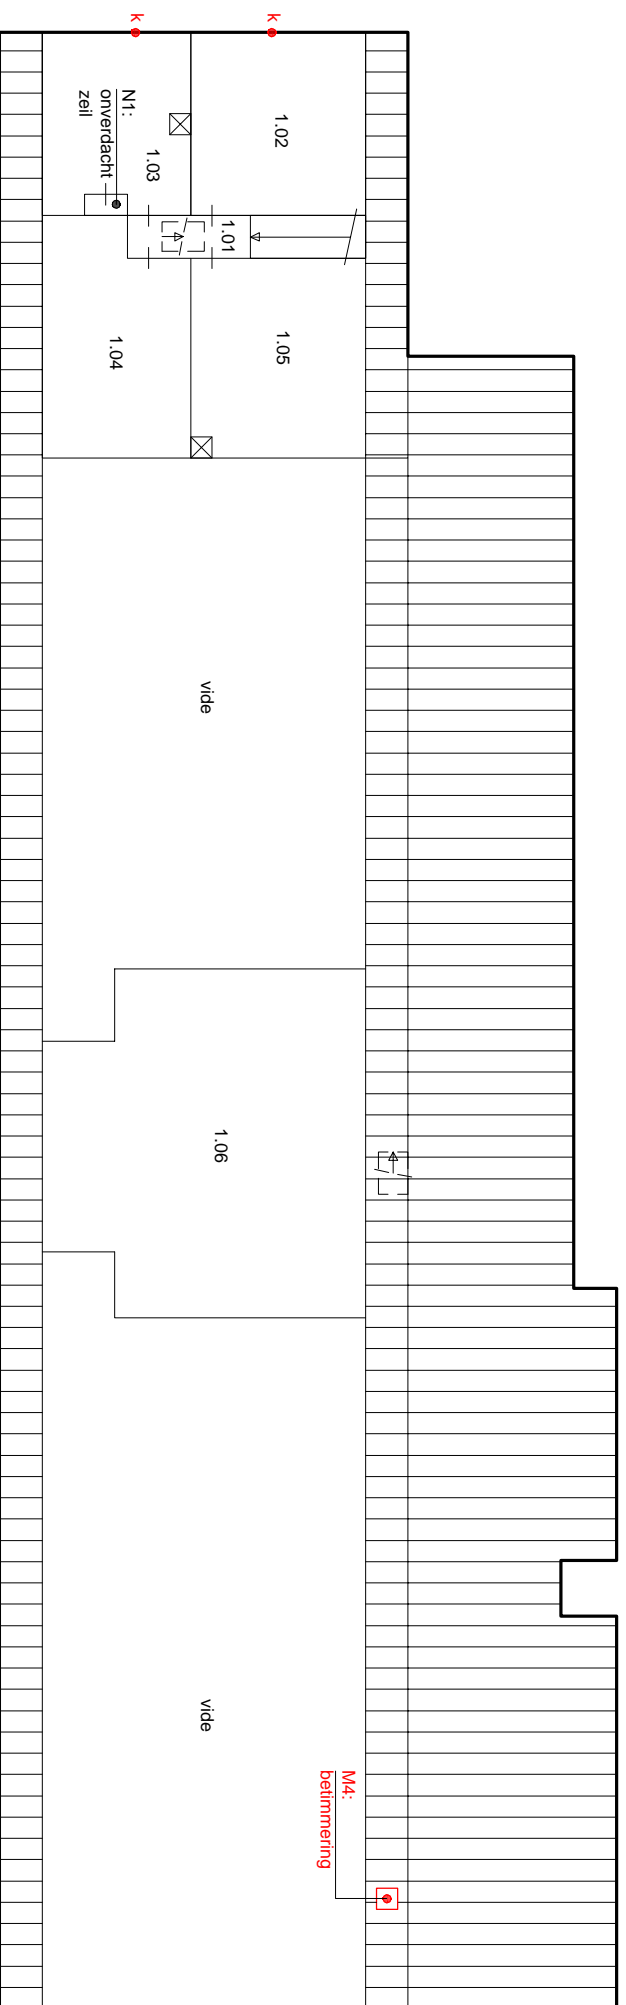 k
k
N1:
onverdacht
zeil
1.02
1.03
1.01
1.04
1.05
vide
1.06
vide
M4:
betimmering